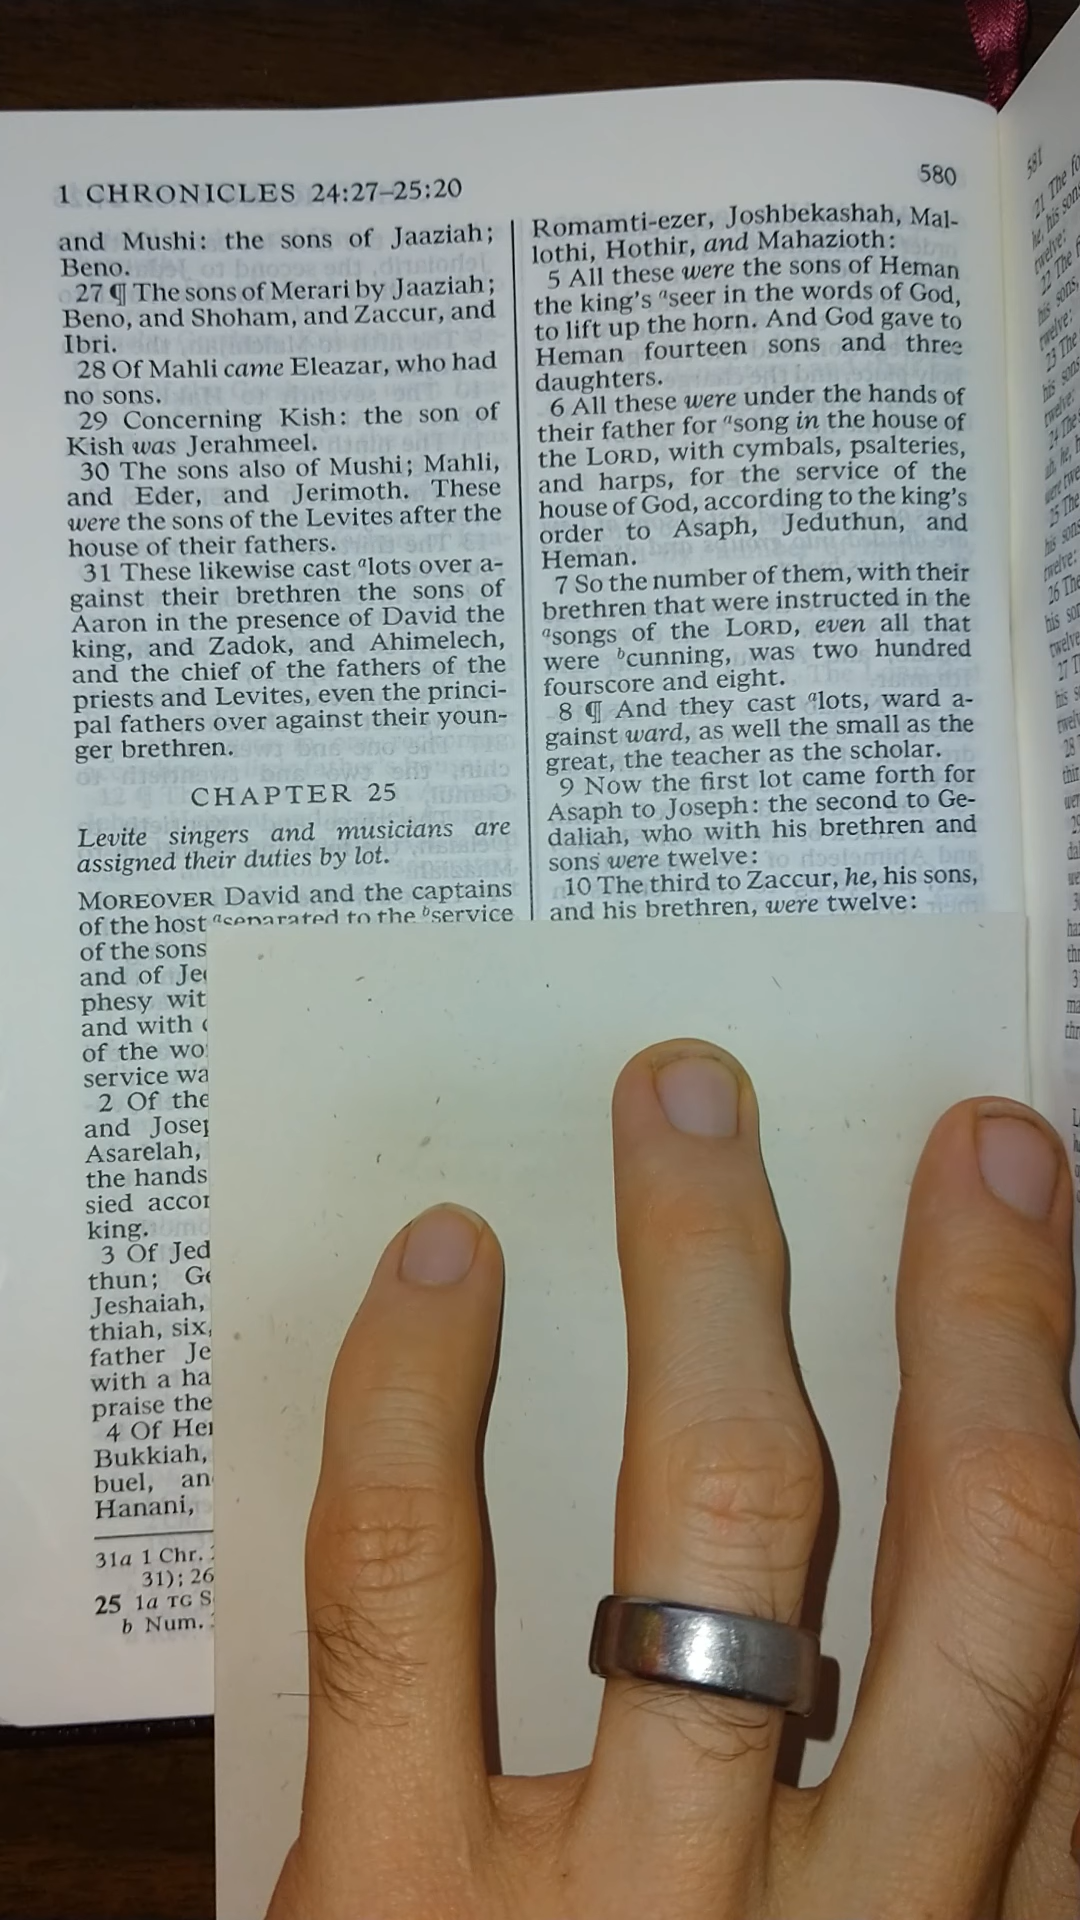 1 CHRONICLES 24:27–25:20
580
and Mushi: the sons of Jaaziah;
Beno.
27 ¶ The sons of Merari by Jaaziah;
Beno, and Shoham, and Zaccur, and
Ibri.
28 Of Mahli came Eleazar, who had
no sons.
29 Concerning Kish: the son of
Kish was Jerahmeel.
30 The sons also of Mushi; Mahli,
and Eder, and Jerimoth. These
were the sons of the Levites after the
house of their fathers.
31 These likewise cast alots over a-
gainst their brethren the sons of
Aaron in the presence of David the
king, and Zadok, and Ahimelech,
and the chief of the fathers of the
priests and Levites, even the princi-
pal fathers over against their youn-
ger brethren.
CHAPTER 25
Levite singers and musicians are
assigned their duties by lot.
MOREOVER David and the captains
of the host aseparated to the bservice
of the sons
and of
phesy wit
and with
of the wo
service wa
2 Of the
and
Asarelah,
the hands
sied
king.
3 Of Jed
thun;
Jeshaiah,
thiah, six,
father Je
with a ha
praise the
4 Of
Bukkiah,
buel, an
Hanani,
31a 1 Chr.
31); 26
25 1a TG S
b Num.
Romamti-ezer, Joshbekashah, Mal-
lothi, Hothir, and Mahazioth:
5 All these were the sons of Heman
the king's aseer in the words of God,
to lift up the horn. And God gave to
Heman fourteen sons and three
daughters.
6 All these were under the hands of
their father for asong in the house of
the LORD, with cymbals, psalteries,
and harps, for the service of the
house of God, according to the king's
order to Asaph, Jeduthun, and
Heman.
7 So the number of them, with their
brethren that were instructed in the
asongs of the LORD, even all that
were bcunning, was two hundred
fourscore and eight.
8 ¶ And they cast alots, ward a-
gainst ward, as well the small as the
great, the teacher as the scholar.
9 Now the first lot came forth for
Asaph to Joseph: the second to Ge-
daliah, who with his brethren and
sons were twelve:
10 The third to Zaccur, he, his sons,
and his brethren, were twelve:
581